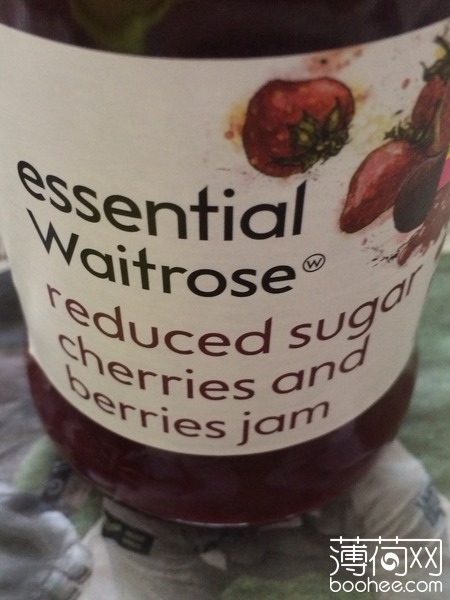 essential
Waitrose
reduced sugar
cherries and
berries jam
薄荷网
boohee.com